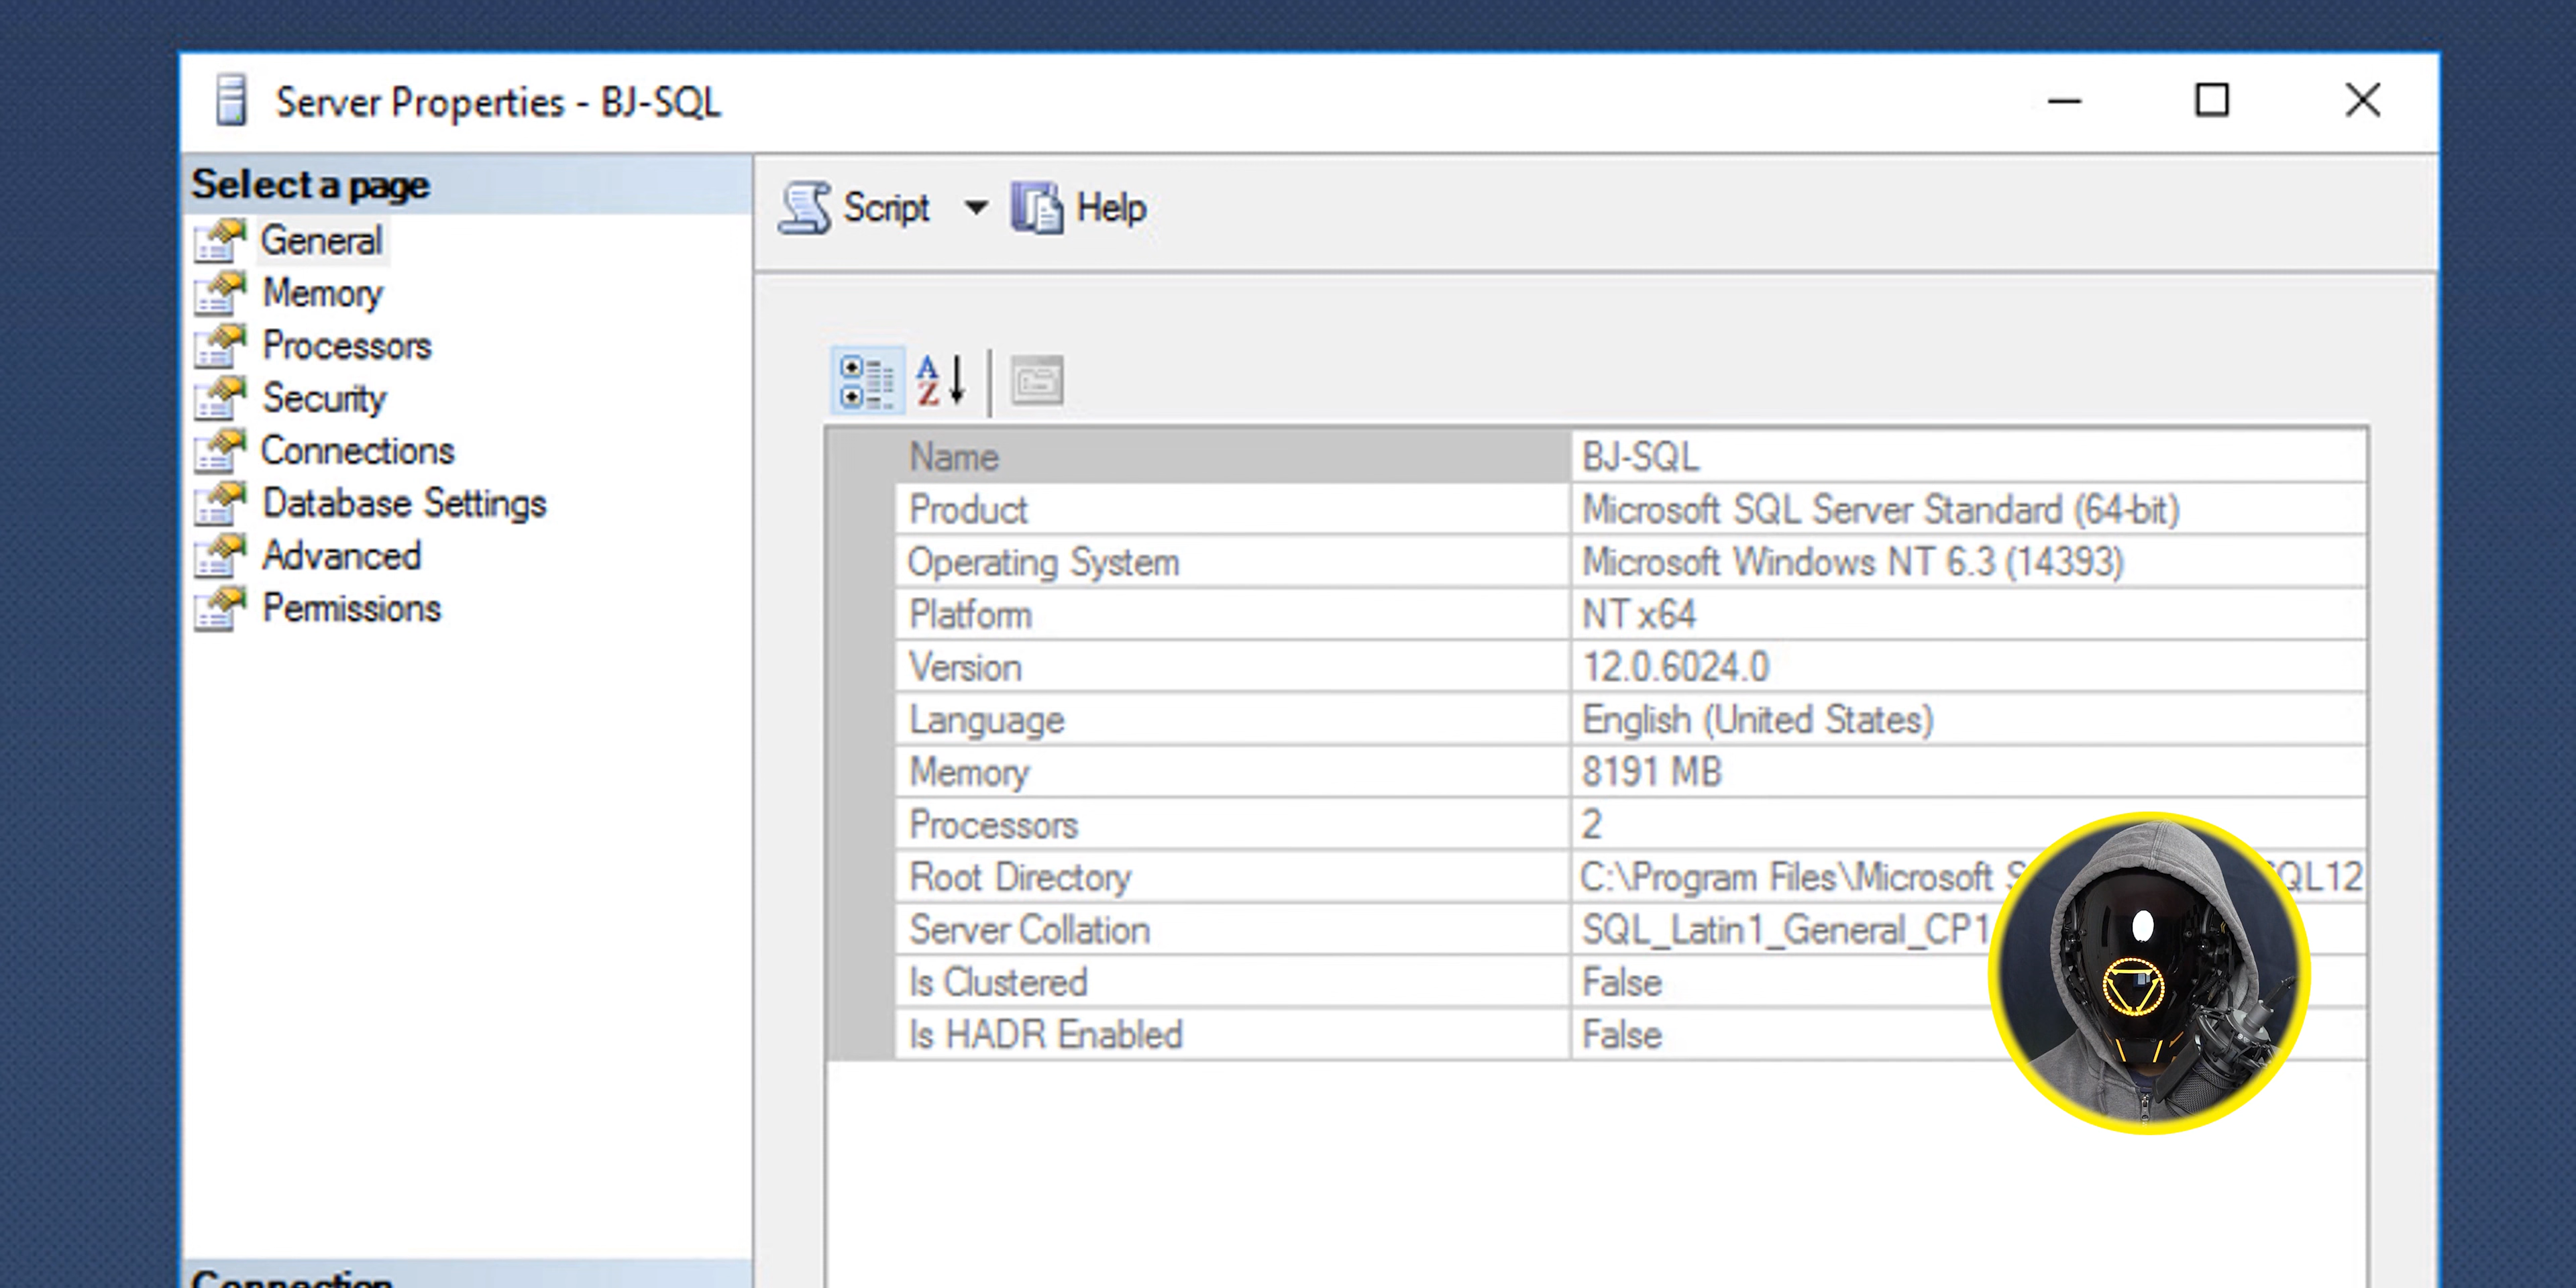 Server Properties - BJ-SQL
Select a page
General
Memory
Processors
Security
Connections
Database Settings
Advanced
Permissions
Connection
Script Help
Name BJ-SQL
Product Microsoft SQL Server Standard (64-bit)
Operating System Microsoft Windows NT 6.3 (14393)
Platform NT x64
Version 12.0.6024.0
Language English (United States)
Memory 8191 MB
Processors 2
Root Directory C:\Program Files\Microsoft S QL12
Server Collation SQL_Latin1_General_CP1
Is Clustered False
Is HADR Enabled False